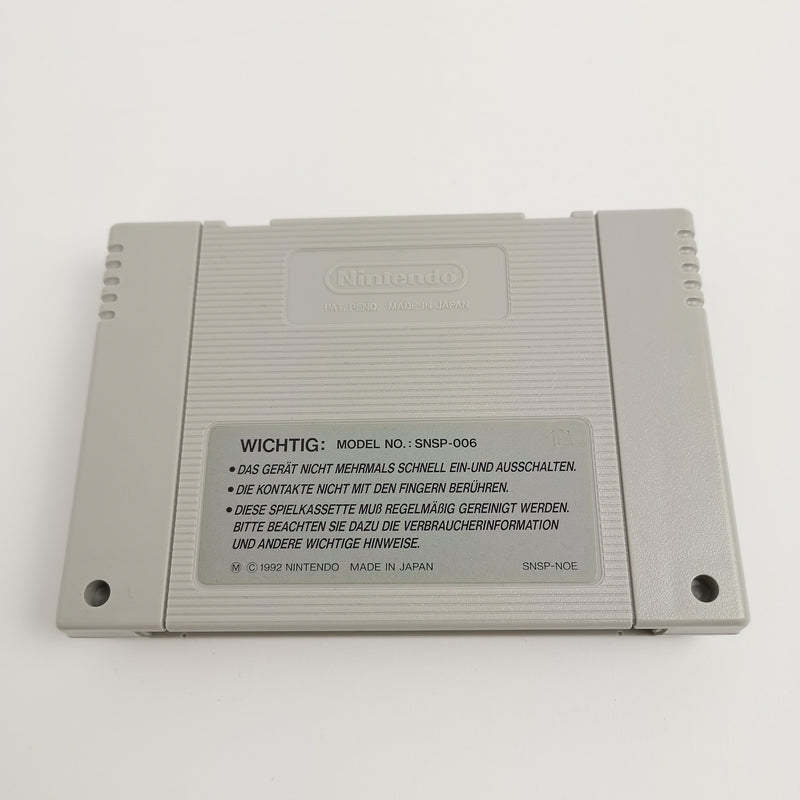 Nintendo
PAT. PEND. MADE IN JAPAN
WICHTIG: MODEL NO.: SNSP-006
• DAS GERÄT NICHT MEHRMALS SCHNELL EIN-UND AUSSCHALTEN.
• DIE KONTAKTE NICHT MIT DEN FINGERN BERÜHREN.
• DIESE SPIELKASSETTE MUß REGELMÄßIG GEREINIGT WERDEN.
BITTE BEACHTEN SIE DAZU DIE VERBRAUCHERINFORMATION
UND ANDERE WICHTIGE HINWEISE.
Ⓜ © 1992 NINTENDO MADE IN JAPAN SNSP-NOE